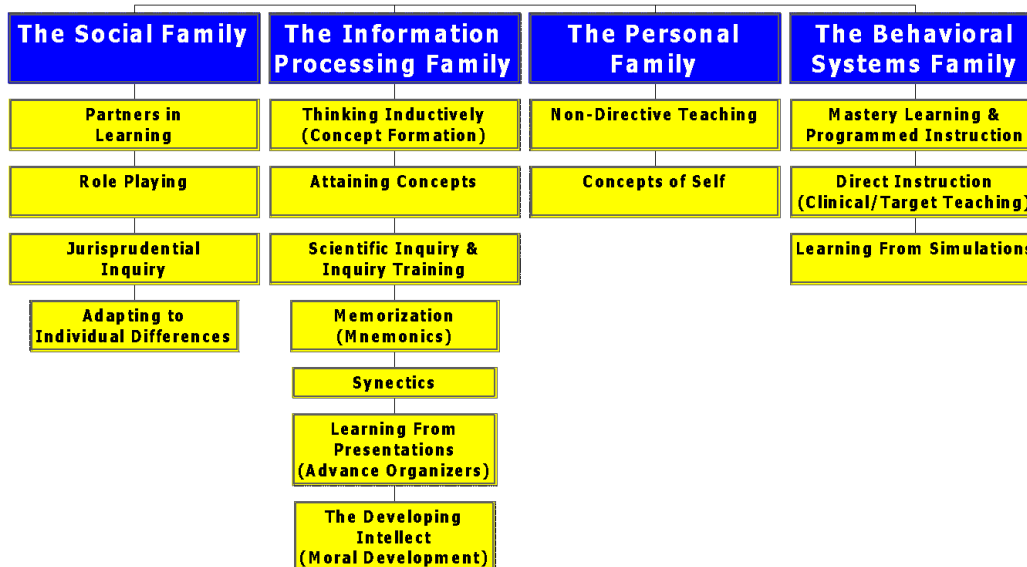 The Social Family
Partners in
Learning
Role Playing
Jurisprudential
Inquiry
Adapting to
Individual Differences
The Information
Processing Family
Thinking Inductively
(Concept Formation)
Attaining Concepts
Scientific Inquiry &
Inquiry Training
Memorization
(Mnemonics)
Synectics
Learning From
Presentations
(Advance Organizers)
The Developing
Intellect
(Moral Development)
The Personal
Family
Non-Directive Teaching
Concepts of Self
The Behavioral
Systems Family
Mastery Learning &
Programmed Instruction
Direct Instruction
(Clinical/Target Teaching)
Learning From Simulations